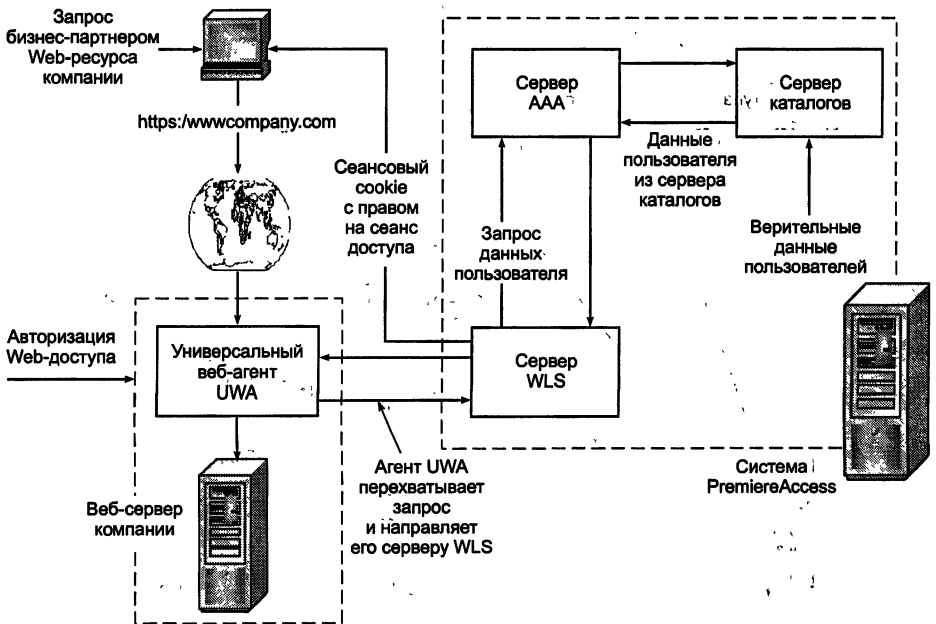 Запрос
бизнес-партнером
Web-ресурса
компании
https:/wwwcompany.com
Сеансовый
cookie
с правом
на сеанс
доступа
Сервер
AAA
Сервер
каталогов
Данные
пользователя
из сервера
каталогов
Запрос
данных
пользователя
Верительные
данные
пользователей
Авторизация
Web-доступа
Универсальный
веб-агент
UWA
Сервер
WLS
Веб-сервер
компании
Агент UWA
перехватывает
запрос
и направляет
его серверу WLS
Система
PremiereAccess